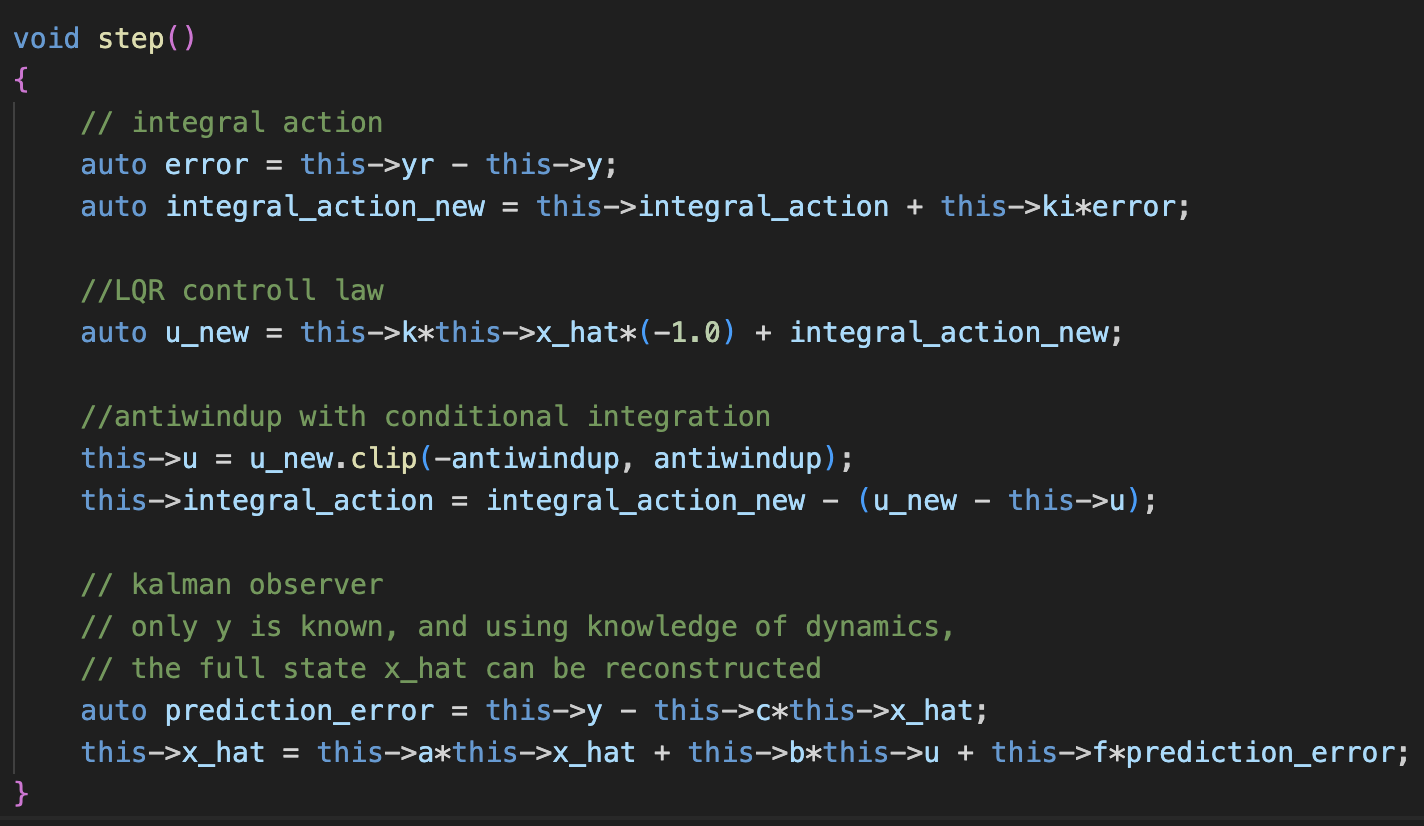 void step()
{
// integral action
auto error = this->yr - this->y;
auto integral_action_new = this->integral_action + this->ki*error;
//LQR controll law
auto u_new = this->k*this->x_hat*(-1.0) + integral_action_new;
//antiwindup with conditional integration
this->u = u_new.clip(-antiwindup, antiwindup);
this->integral_action = integral_action_new - (u_new - this->u);
// kalman observer
// only y is known, and using knowledge of dynamics,
// the full state x_hat can be reconstructed
auto prediction_error = this->y - this->c*this->x_hat;
this->x_hat = this->a*this->x_hat + this->b*this->u + this->f*prediction_error;
}